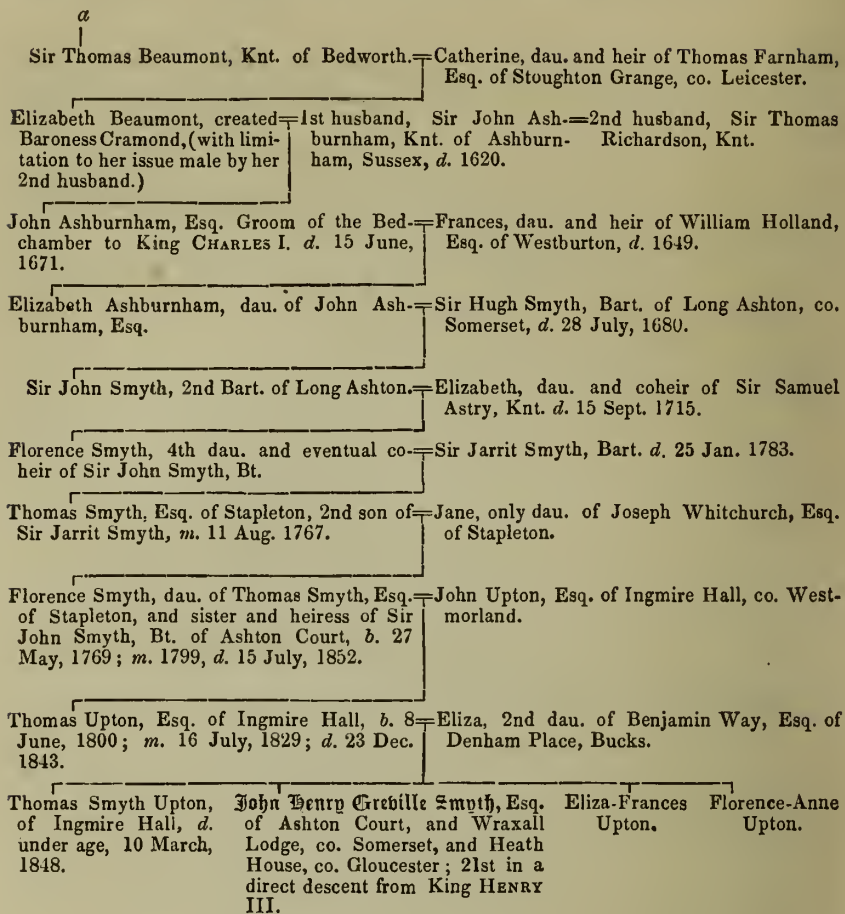 a
Sir Thomas Beaumont, Knt. of Bedworth.
Catherine, dau. and heir of Thomas Farnham,
Esq. of Stoughton Grange, co. Leicester.
Elizabeth Beaumont, created
Baroness Cramond, (with limi-
tation to her issue male by her
2nd husband.)
1st husband, Sir John Ash-
burnham, Knt. of Ashburn-
ham, Sussex, d. 1620.
2nd husband, Sir Thomas
Richardson, Knt.
John Ashburnham, Esq. Groom of the Bed-
chamber to King CHARLES I. d. 15 June,
1671.
Frances, dau. and heir of William Holland,
Esq. of Westburton, d. 1649.
Elizabeth Ashburnham, dau. of John Ash-
burnham, Esq.
Sir Hugh Smyth, Bart. of Long Ashton, co.
Somerset, d. 28 July, 1680.
Sir John Smyth, 2nd Bart. of Long Ashton.
Elizabeth, dau. and coheir of Sir Samuel
Astry, Knt. d. 15 Sept. 1715.
Florence Smyth, 4th dau. and eventual co-
heir of Sir John Smyth, Bt.
Sir Jarrit Smyth, Bart. d. 25 Jan. 1783.
Thomas Smyth, Esq. of Stapleton, 2nd son of
Sir Jarrit Smyth, m. 11 Aug. 1767.
Jane, only dau. of Joseph Whitchurch, Esq.
of Stapleton.
Florence Smyth, dau. of Thomas Smyth, Esq.
of Stapleton, and sister and heiress of Sir
John Smyth, Bt. of Ashton Court, b. 27
May, 1769; m. 1799, d. 15 July, 1852.
John Upton, Esq. of Ingmire Hall, co. West-
morland.
Thomas Upton, Esq. of Ingmire Hall, b. 8
June, 1800; m. 16 July, 1829; d. 23 Dec.
1843.
Eliza, 2nd dau. of Benjamin Way, Esq. of
Denham Place, Bucks.
Thomas Smyth Upton,
of Ingmire Hall, d.
under age, 10 March,
1848.
John Henry Greville Smyth, Esq.
of Ashton Court, and Wraxall
Lodge, co. Somerset, and Heath
House, co. Gloucester; 21st in a
direct descent from King HENRY
III.
Eliza-Frances
Upton.
Florence-Anne
Upton.